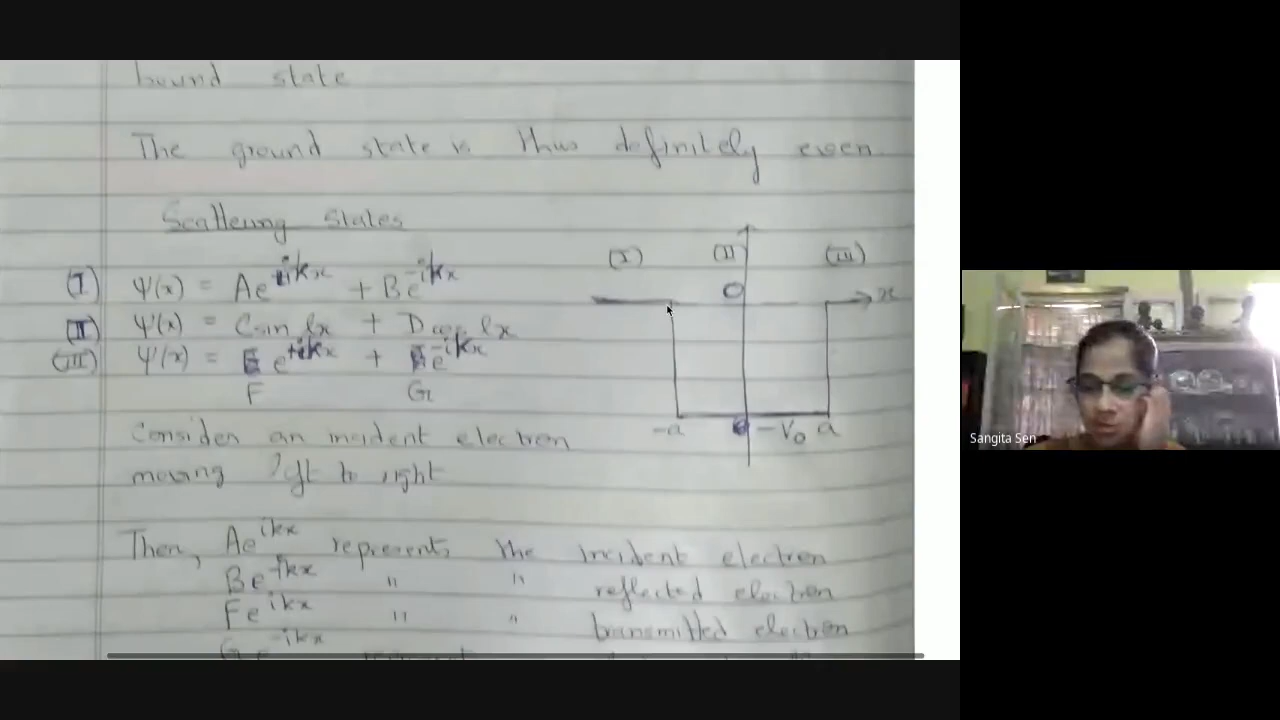 bound state
The ground state is thus definitely even
Scattering states
(I) ψ(x) = Ae^{ikx} + Be^{-ikx}
(II) ψ(x) = C sin lx + D cos lx
(III) ψ(x) = e^{+ikx} + e^{-ikx}
F G
(I) (II) (III)
O x
-a -V₀ a
Consider an incident electron
moving left to right
Then, Ae^{ikx} represents the incident electron
Be^{-ikx} " " reflected electron
Fe^{ikx} " " transmitted electron
Ge^{-ikx} represent
Sangita Sen